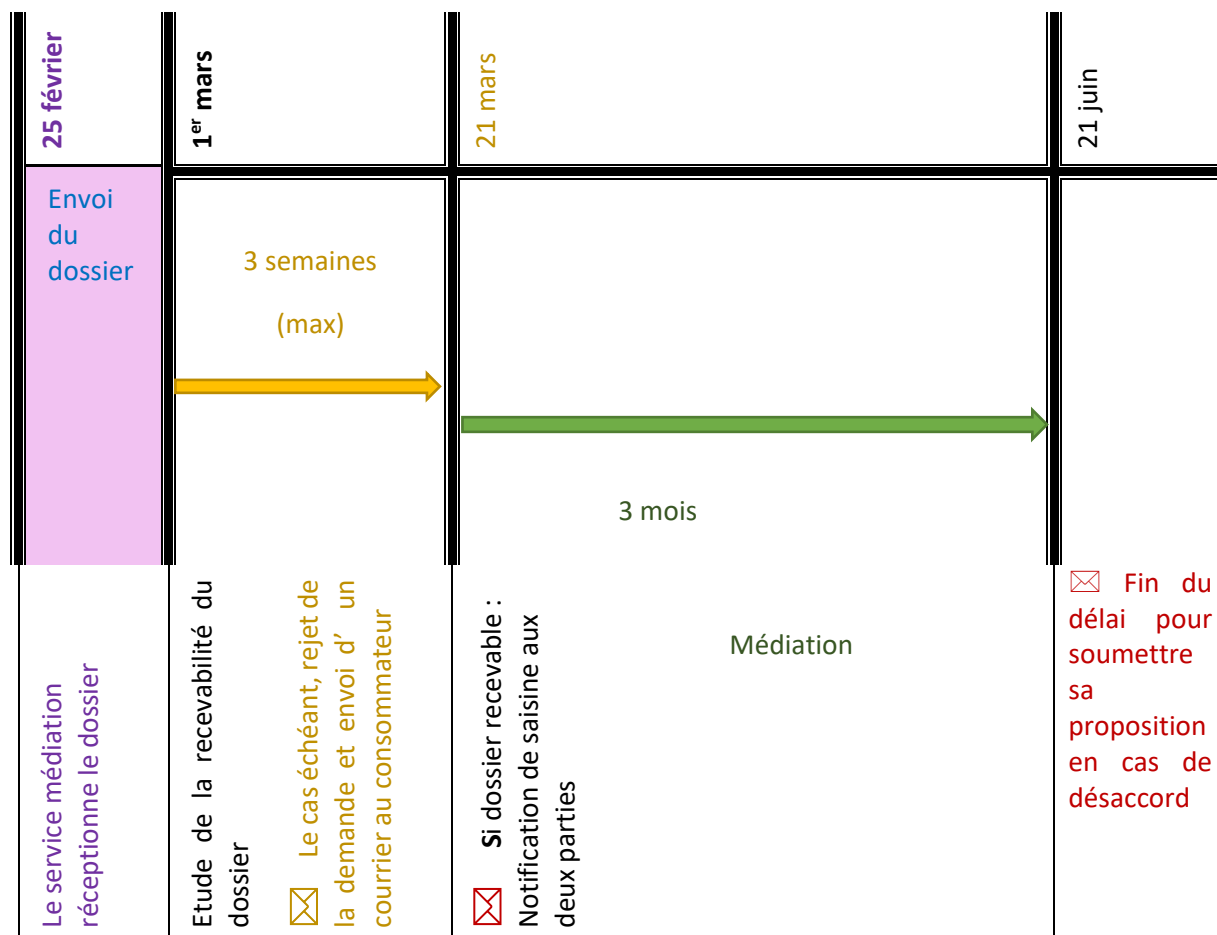 25 février
1er mars
21 mars
21 juin
Envoi
du
dossier
3 semaines
(max)
3 mois
Le service médiation
réceptionne le dossier
Etude de la recevabilité du
dossier
Le cas échéant, rejet de
la demande et envoi d’ un
courrier au consommateur
Si dossier recevable :
Notification de saisine aux
deux parties
Médiation
Fin du
délai pour
soumettre
sa
proposition
en cas de
désaccord